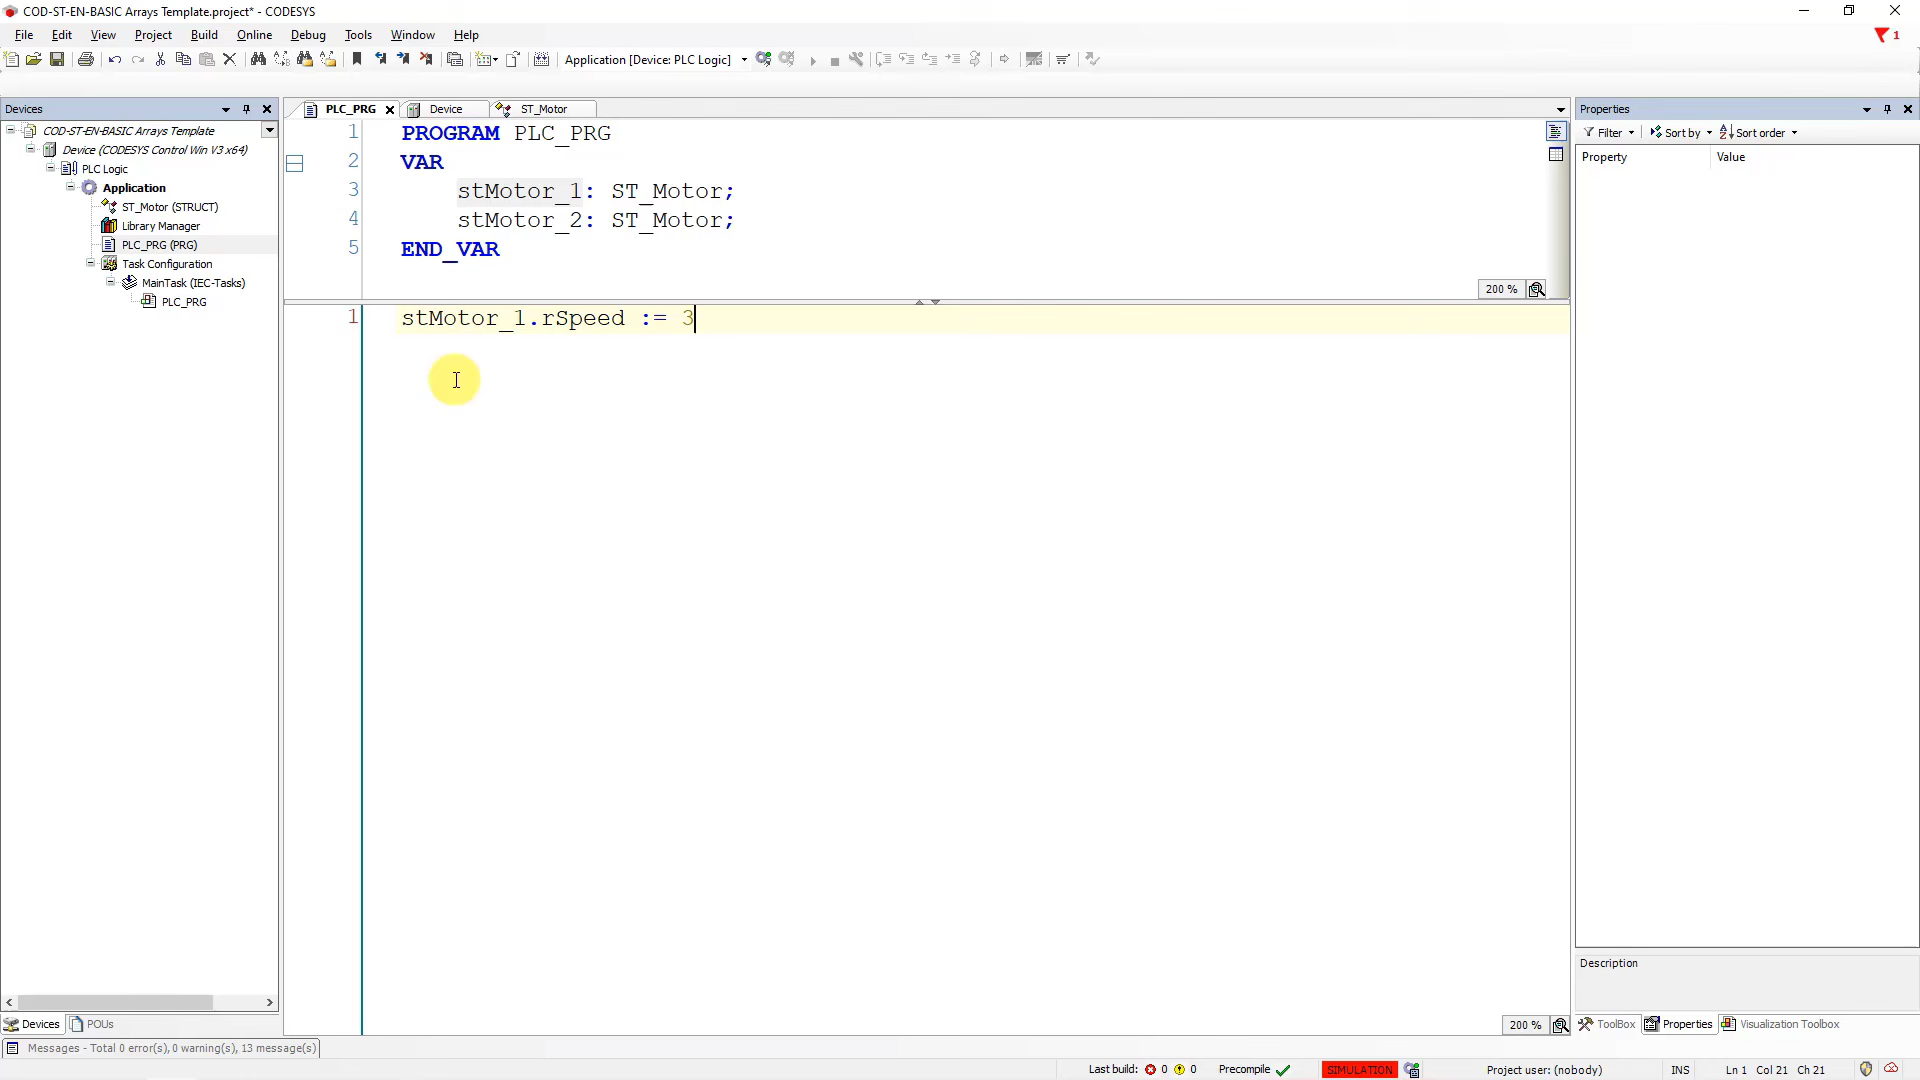 COD-ST-EN-BASIC Arrays Template.project* - CODESYS
File Edit View Project Build Online Debug Tools Window Help
1
Application [Device: PLC Logic]
Devices
PLC_PRG Device ST_Motor
Properties
COD-ST-EN-BASIC Arrays Template
Device (CODESYS Control Win V3 x64)
PLC Logic
Application
ST_Motor (STRUCT)
Library Manager
PLC_PRG (PRG)
Task Configuration
MainTask (IEC-Tasks)
PLC_PRG
1 PROGRAM PLC_PRG
2 VAR
3 stMotor_1: ST_Motor;
4 stMotor_2: ST_Motor;
5 END_VAR
200 %
1 stMotor_1.rSpeed := 3
200 %
Filter Sort by Sort order
Property Value
Description
Devices POUs
ToolBox Properties Visualization Toolbox
Messages - Total 0 error(s), 0 warning(s), 13 message(s)
Last build: 0 0 Precompile SIMULATION Project user: (nobody) INS Ln 1 Col 21 Ch 21